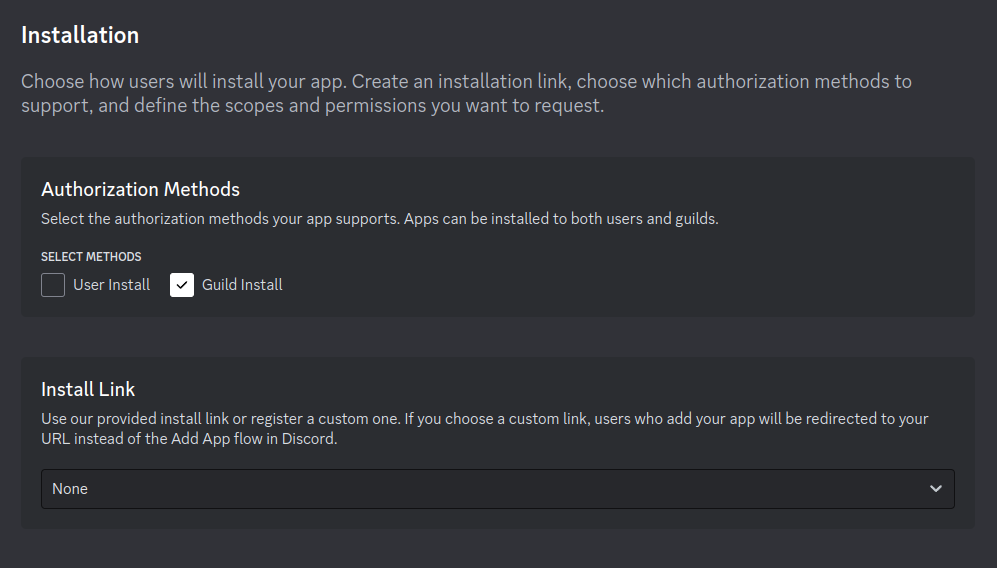 Installation
Choose how users will install your app. Create an installation link, choose which authorization methods to
support, and define the scopes and permissions you want to request.
Authorization Methods
Select the authorization methods your app supports. Apps can be installed to both users and guilds.
SELECT METHODS
User Install Guild Install
Install Link
Use our provided install link or register a custom one. If you choose a custom link, users who add your app will be redirected to your
URL instead of the Add App flow in Discord.
None